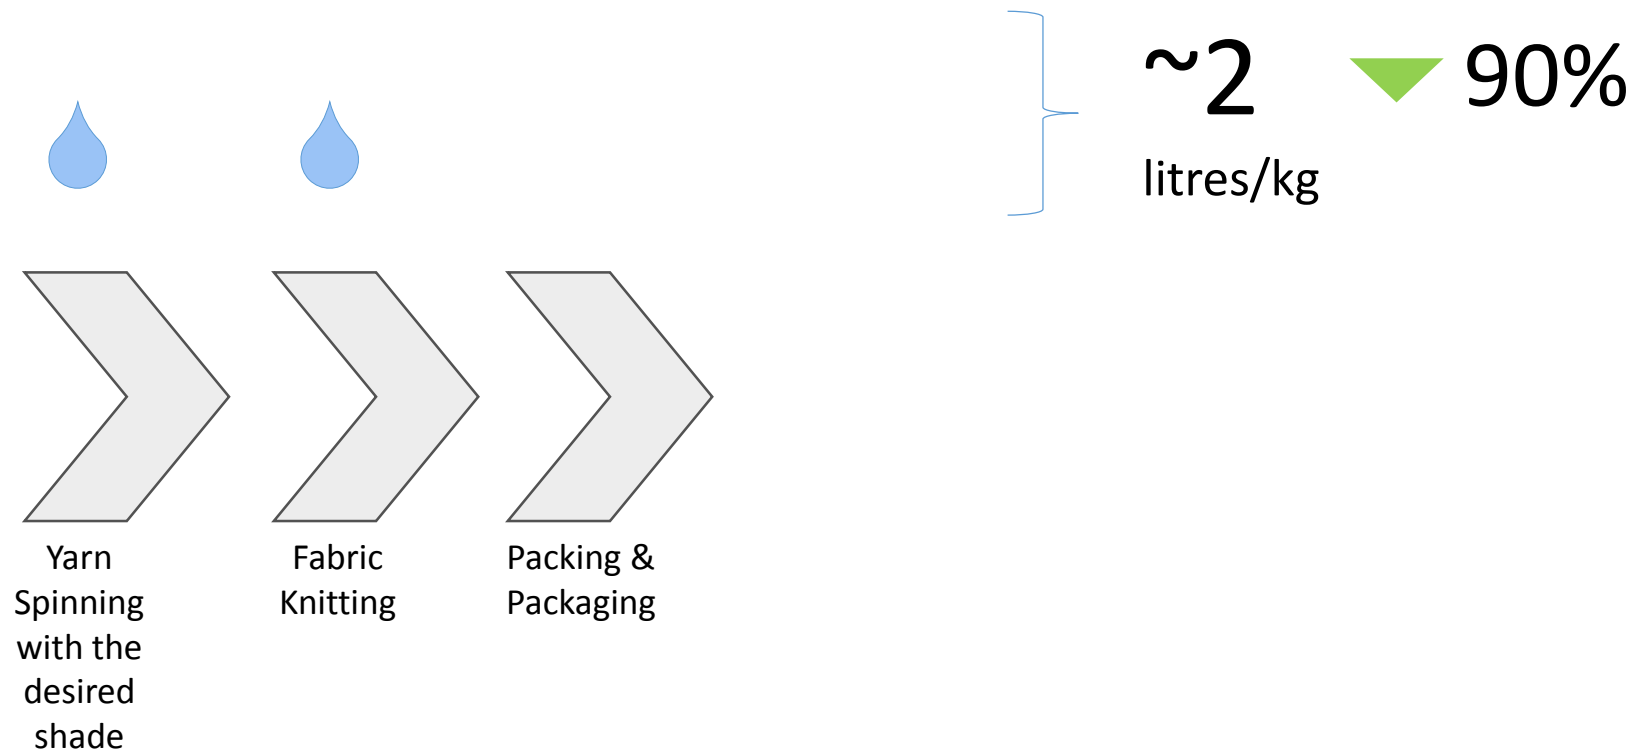 ~2 90%
litres/kg
Yarn
Spinning
with the
desired
shade
Fabric
Knitting
Packing &
Packaging